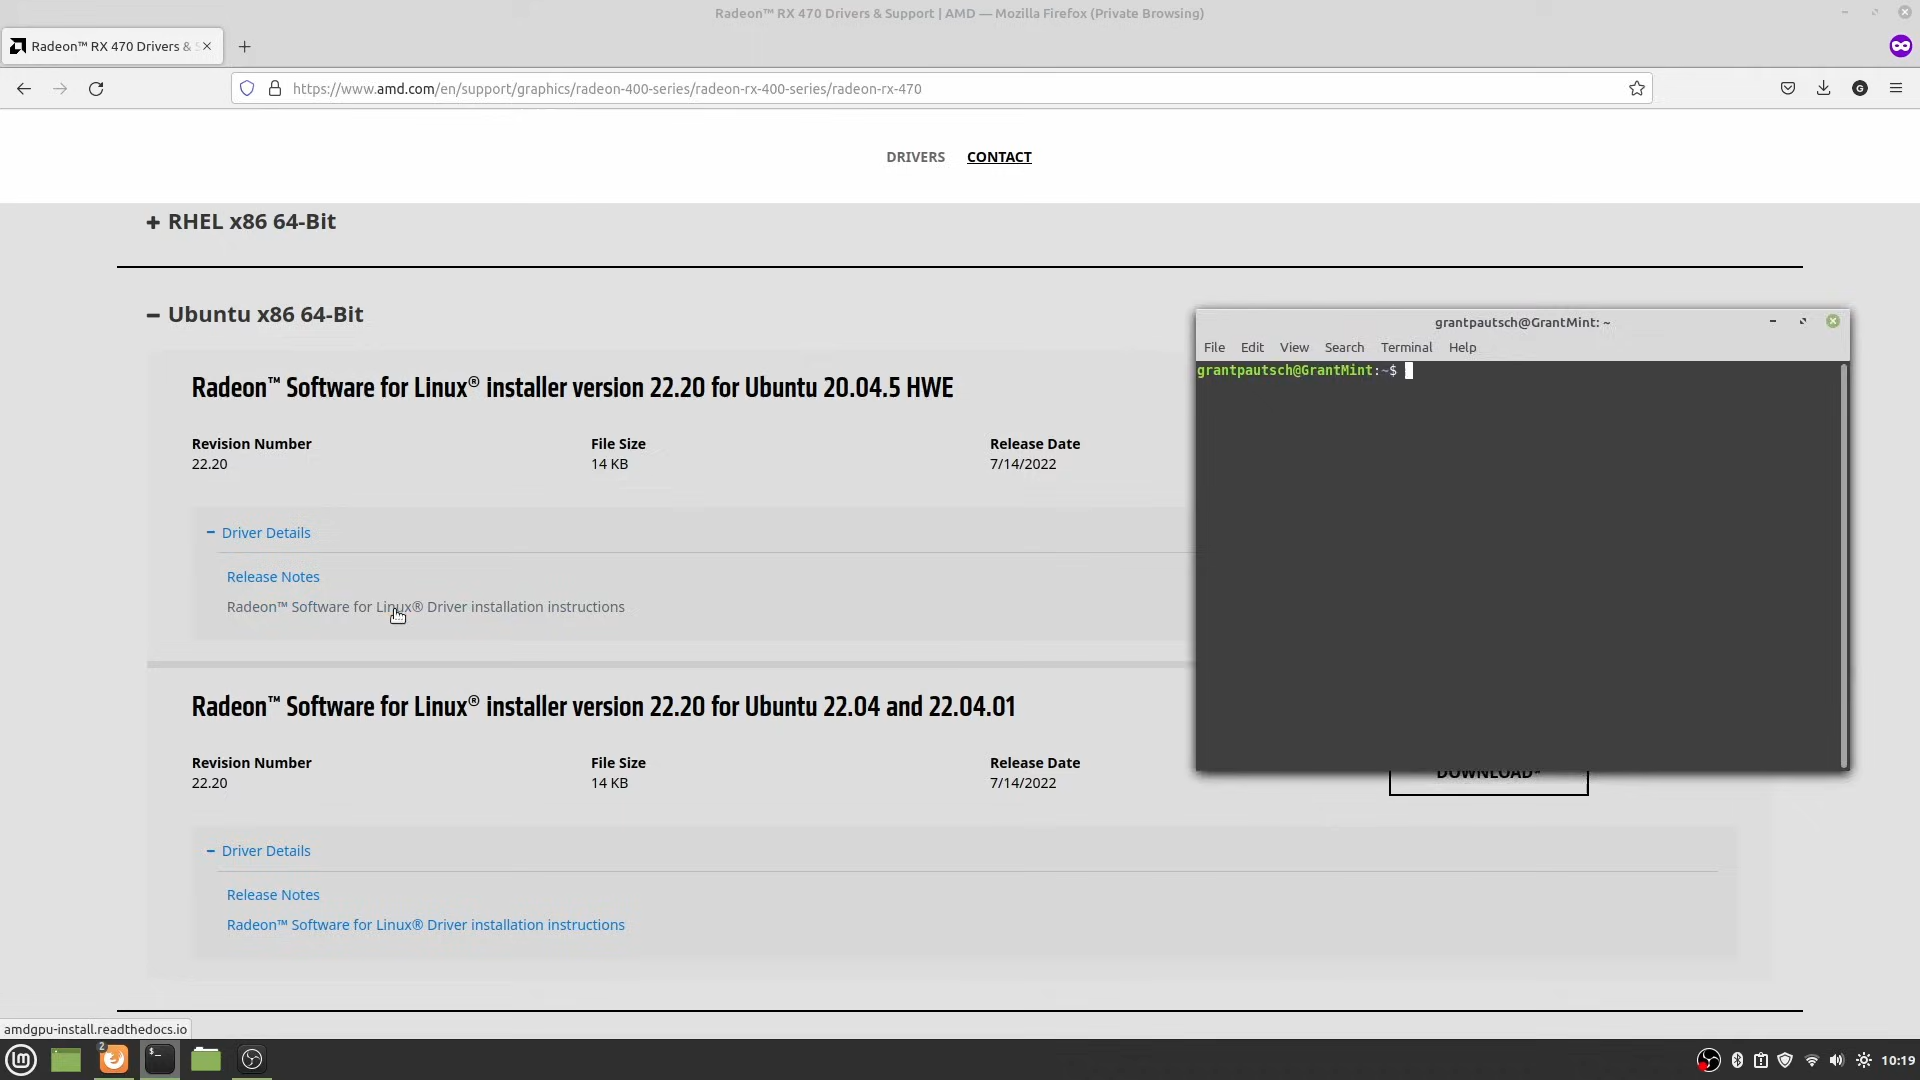 Radeon™ RX 470 Drivers & Support | AMD — Mozilla Firefox (Private Browsing)
Radeon™ RX 470 Drivers & S
https://www.amd.com/en/support/graphics/radeon-400-series/radeon-rx-400-series/radeon-rx-470
G
DRIVERS CONTACT
+ RHEL x86 64-Bit
− Ubuntu x86 64-Bit
Radeon™ Software for Linux® installer version 22.20 for Ubuntu 20.04.5 HWE
Revision Number File Size Release Date
22.20 14 KB 7/14/2022
− Driver Details
Release Notes
Radeon™ Software for Linux® Driver installation instructions
Radeon™ Software for Linux® installer version 22.20 for Ubuntu 22.04 and 22.04.01
Revision Number File Size Release Date
22.20 14 KB 7/14/2022
DOWNLOAD*
− Driver Details
Release Notes
Radeon™ Software for Linux® Driver installation instructions
grantpautsch@GrantMint: ~
File Edit View Search Terminal Help
grantpautsch@GrantMint:~$
amdgpu-install.readthedocs.io
2
$_
10:19